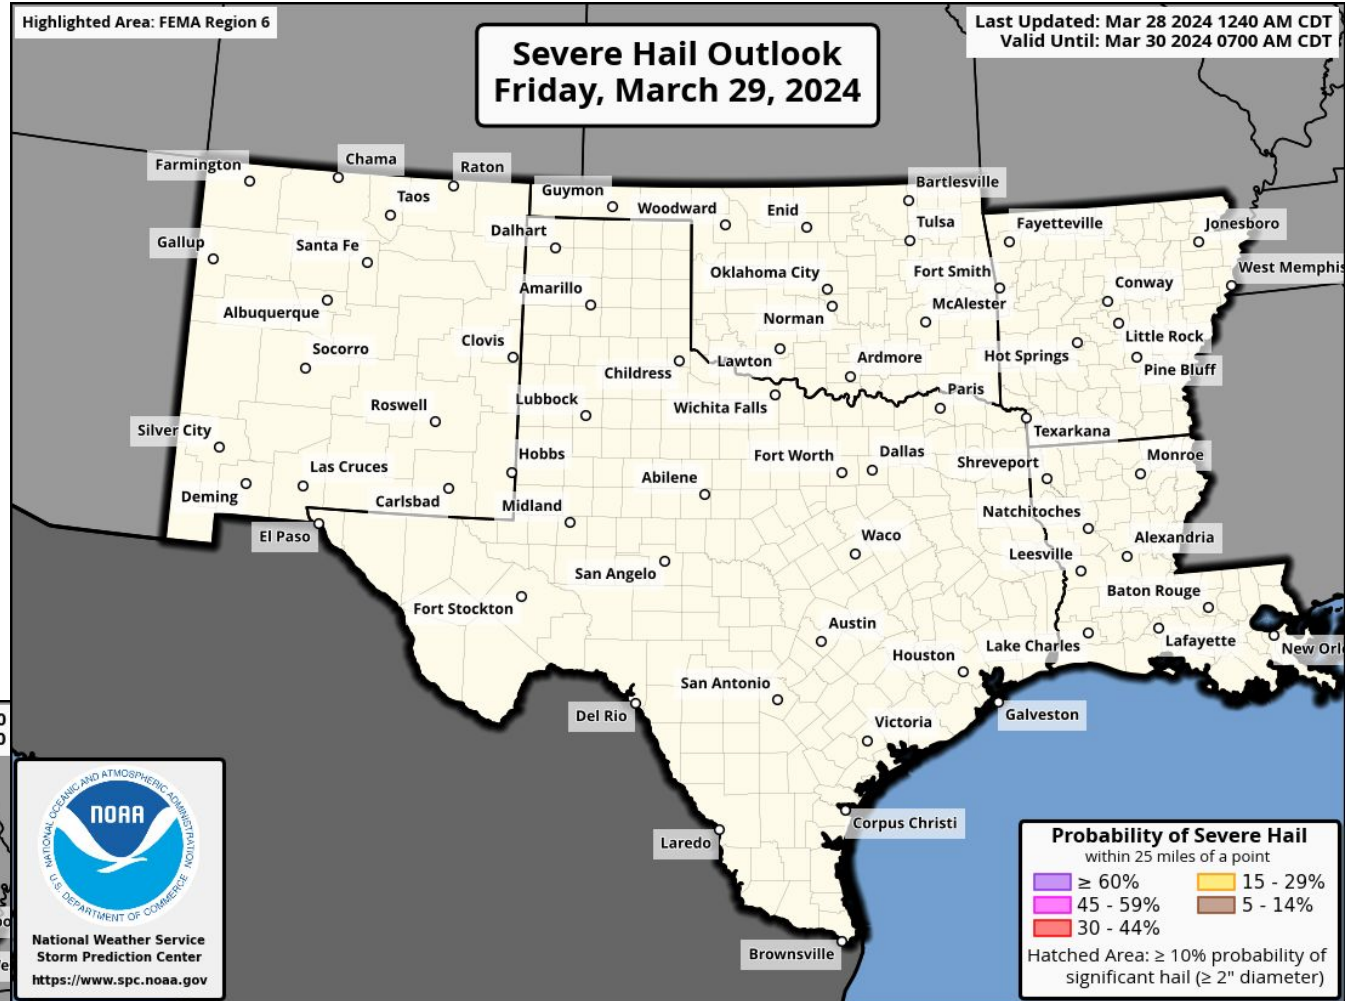 Highlighted Area: FEMA Region 6
Severe Hail Outlook
Friday, March 29, 2024
Last Updated: Mar 28 2024 1240 AM CDT
Valid Until: Mar 30 2024 0700 AM CDT
Farmington
Chama
Raton
Taos
Guymon
Woodward
Enid
Bartlesville
Tulsa
Fayetteville
Jonesboro
Gallup
Santa Fe
Dalhart
Oklahoma City
Fort Smith
West Memphis
Amarillo
Conway
Albuquerque
Norman
McAlester
Little Rock
Socorro
Clovis
Childress
Lawton
Ardmore
Hot Springs
Pine Bluff
Roswell
Lubbock
Wichita Falls
Paris
Texarkana
Silver City
Las Cruces
Hobbs
Abilene
Fort Worth
Dallas
Shreveport
Monroe
Deming
Carlsbad
Midland
Natchitoches
El Paso
Waco
Alexandria
San Angelo
Leesville
Fort Stockton
Baton Rouge
Austin
Lake Charles
Lafayette
New Orl
Houston
San Antonio
Del Rio
Victoria
Galveston
Laredo
Corpus Christi
Brownsville
NATIONAL OCEANIC AND ATMOSPHERIC ADMINISTRATION
NOAA
U.S. DEPARTMENT OF COMMERCE
National Weather Service
Storm Prediction Center
https://www.spc.noaa.gov
Probability of Severe Hail
within 25 miles of a point
≥ 60% 15 - 29%
45 - 59% 5 - 14%
30 - 44%
Hatched Area: ≥ 10% probability of
significant hail (≥ 2" diameter)